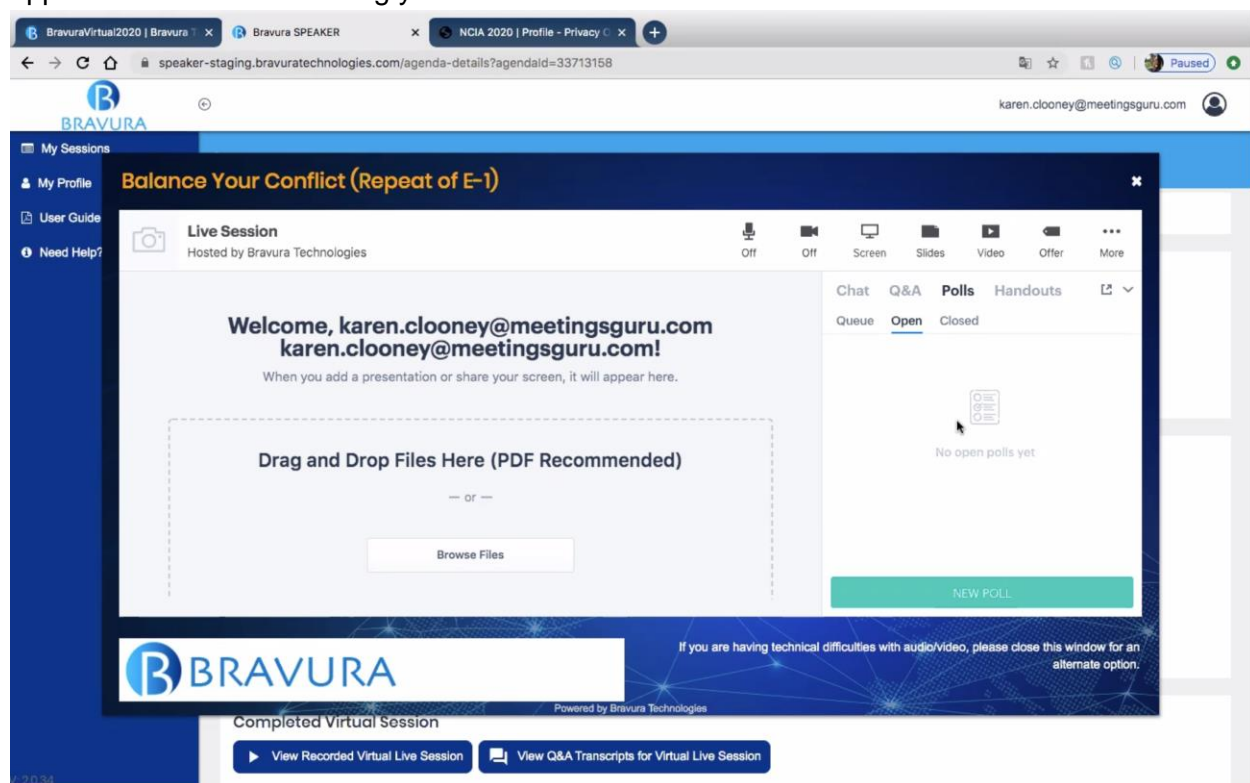 BravuraVirtual2020 | Bravura T
Bravura SPEAKER
NCIA 2020 | Profile - Privacy
speaker-staging.bravuratechnologies.com/agenda-details?agendaId=33713158
Paused
BRAVURA
karen.clooney@meetingsguru.com
My Sessions
My Profile
User Guide
Need Help?
Balance Your Conflict (Repeat of E-1)
Live Session
Hosted by Bravura Technologies
Off
Off
Screen
Slides
Video
Offer
More
Chat Q&A Polls Handouts
Queue Open Closed
Welcome, karen.clooney@meetingsguru.com
karen.clooney@meetingsguru.com!
When you add a presentation or share your screen, it will appear here.
Drag and Drop Files Here (PDF Recommended)
— or —
Browse Files
No open polls yet
NEW POLL
BRAVURA
If you are having technical difficulties with audio/video, please close this window for an
alternate option.
Powered by Bravura Technologies
Completed Virtual Session
View Recorded Virtual Live Session
View Q&A Transcripts for Virtual Live Session